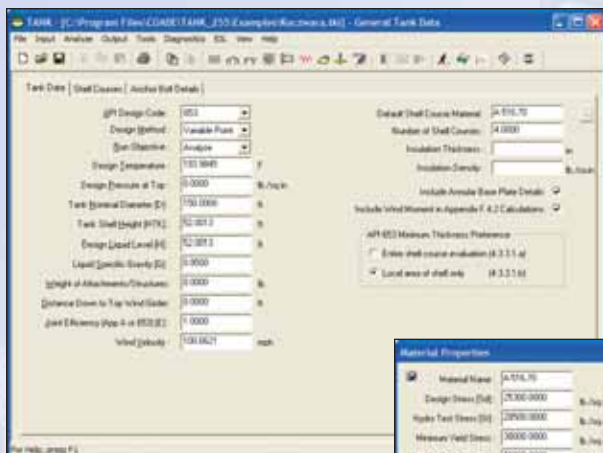 TANK - [C:\Program Files\COADE\TANK_255\Examples\Kuczwara.tki] - General Tank Data
File Input Analyze Output Tools Diagnostics ESL View Help
Tank Data Shell Courses Anchor Bolt Details
API Design Code: 653
Design Method: Variable Point
Run Objective: Analyze
Design Temperature: F
Design Pressure at Top: 0.0000 lb./sq.in
Tank Nominal Diameter [D]: 150.0000 ft
Tank Shell Height [HTK]: 52.0013 ft
Design Liquid Level [H]: 52.0013 ft
Liquid Specific Gravity [G]: 0.9500
Weight of Attachments/Structures: 0.0000 lb.
Distance Down to Top Wind Girder: 0.0000 ft
Joint Efficiency (App A or 653) [E]: 1.0000
Wind Velocity: 100.0621 mph
Default Shell Course Material: A-516,70
Number of Shell Courses: 4.0000
Insulation Thickness: in
Insulation Density:
Include Annular Base Plate Details:
Include Wind Moment in Appendix F.4.2 Calculations:
API-653 Minimum Thickness Preference
Entire shell course evaluation (4.3.3.1.a)
Local area of shell only (4.3.3.1.b)
For Help, press F1
Material Properties
Material Name: A-516,70
Design Stress [Sd]: 25300.0000 lb./sq
Hydro Test Stress [St]: 28500.0000 lb./sq
Minimum Yield Stress: 38000.0000 lb./sq